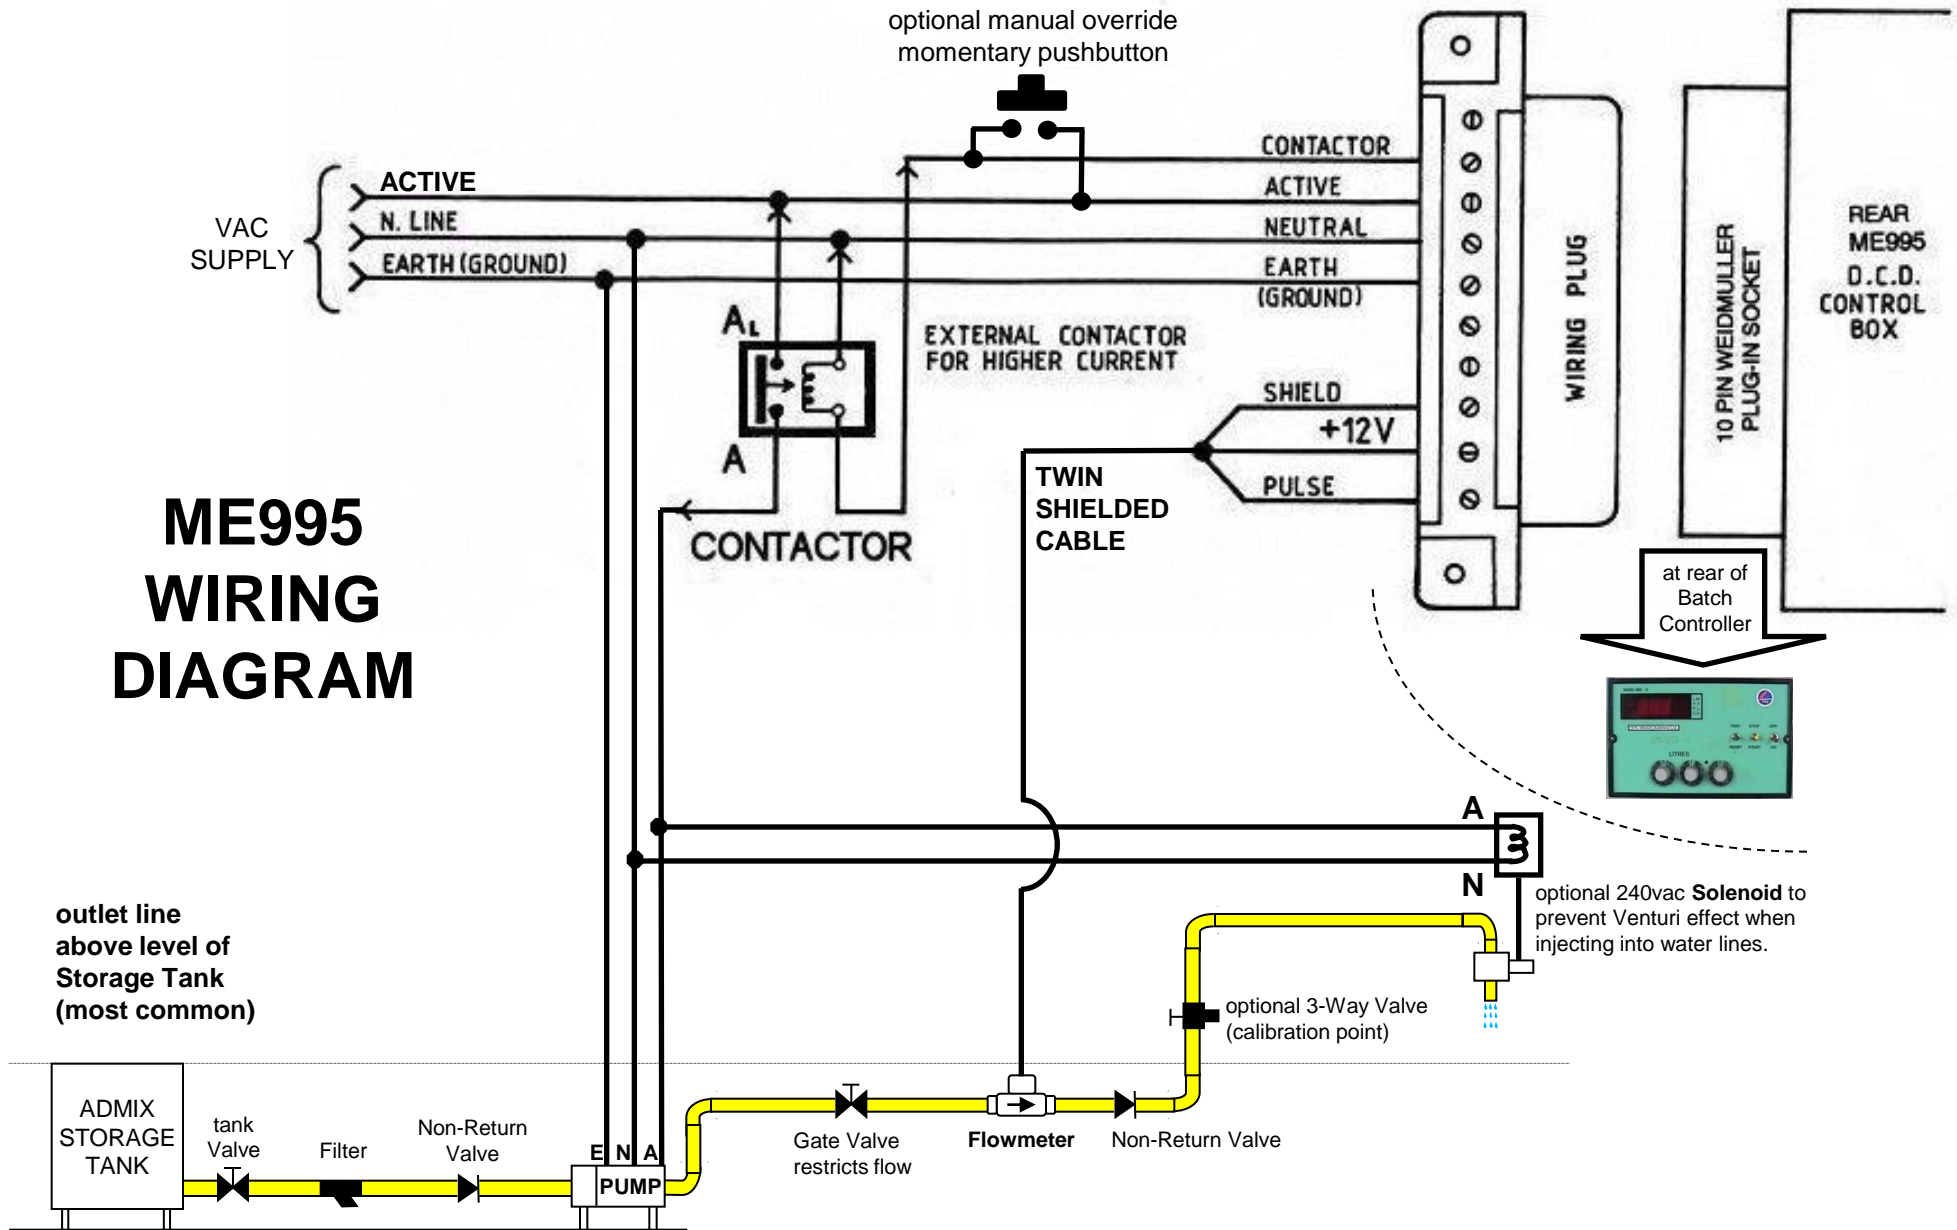 optional manual override
momentary pushbutton
VAC
SUPPLY
ACTIVE
N. LINE
EARTH (GROUND)
CONTACTOR
ACTIVE
NEUTRAL
EARTH
(GROUND)
AL
A
EXTERNAL CONTACTOR
FOR HIGHER CURRENT
CONTACTOR
SHIELD
+12V
PULSE
TWIN
SHIELDED
CABLE
WIRING PLUG
10 PIN WEIDMULLER
PLUG-IN SOCKET
REAR
ME995
D.C.D.
CONTROL
BOX
at rear of
Batch
Controller
LITRES
ME995
WIRING
DIAGRAM
A
N
optional 240vac Solenoid to
prevent Venturi effect when
injecting into water lines.
outlet line
above level of
Storage Tank
(most common)
optional 3-Way Valve
(calibration point)
ADMIX
STORAGE
TANK
tank
Valve
Filter
Non-Return
Valve
E N A
PUMP
Gate Valve
restricts flow
Flowmeter
Non-Return Valve